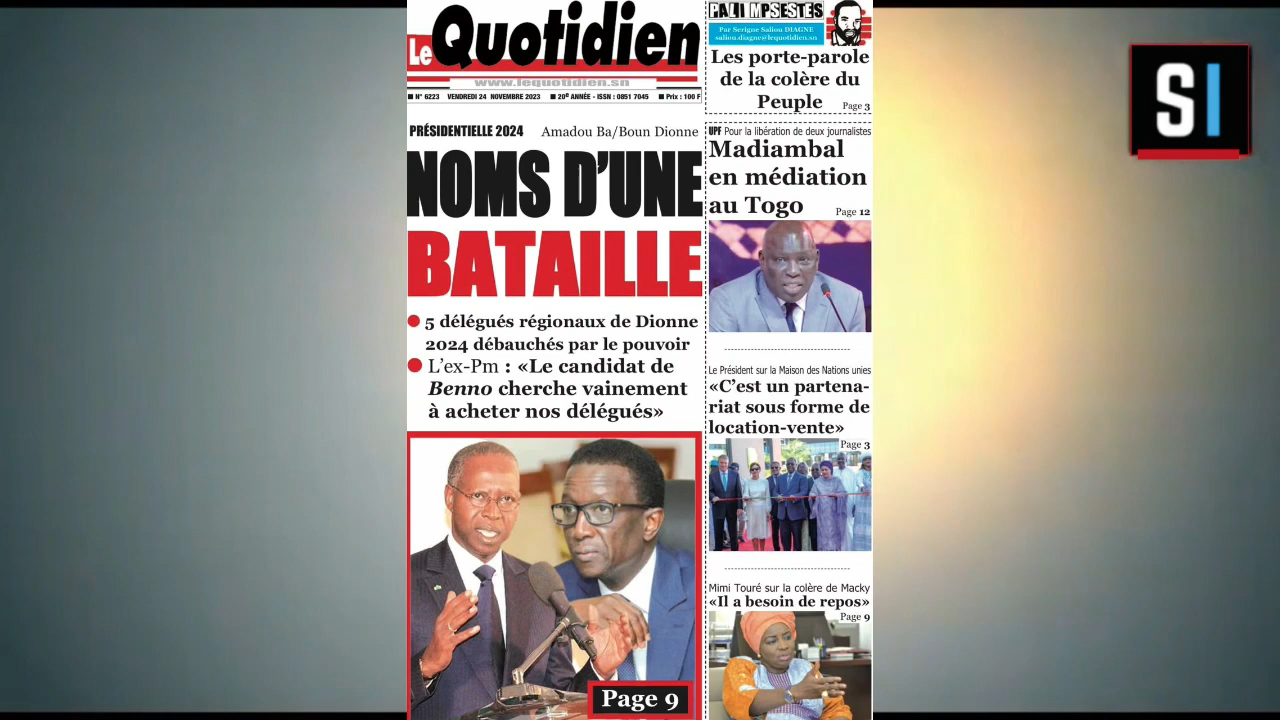 Le Quotidien
www.lequotidien.sn
N° 6223 VENDREDI 24 NOVEMBRE 2023 20E ANNÉE - ISSN : 0851 7045 Prix : 100 F
PRÉSIDENTIELLE 2024 Amadou Ba/Boun Dionne
NOMS D'UNE
BATAILLE
5 délégués régionaux de Dionne
2024 débauchés par le pouvoir
L'ex-Pm : «Le candidat de
Benno cherche vainement
à acheter nos délégués»
Page 9
PALIMPSESTES
Par Serigne Saliou DIAGNE
saliou.diagne@lequotidien.sn
Les porte-parole
de la colère du
Peuple Page 3
UPF Pour la libération de deux journalistes
Madiambal
en médiation
au Togo Page 12
Le Président sur la Maison des Nations unies
«C'est un partena-
riat sous forme de
location-vente»
Page 3
Mimi Touré sur la colère de Macky
«Il a besoin de repos»
Page 9
SI